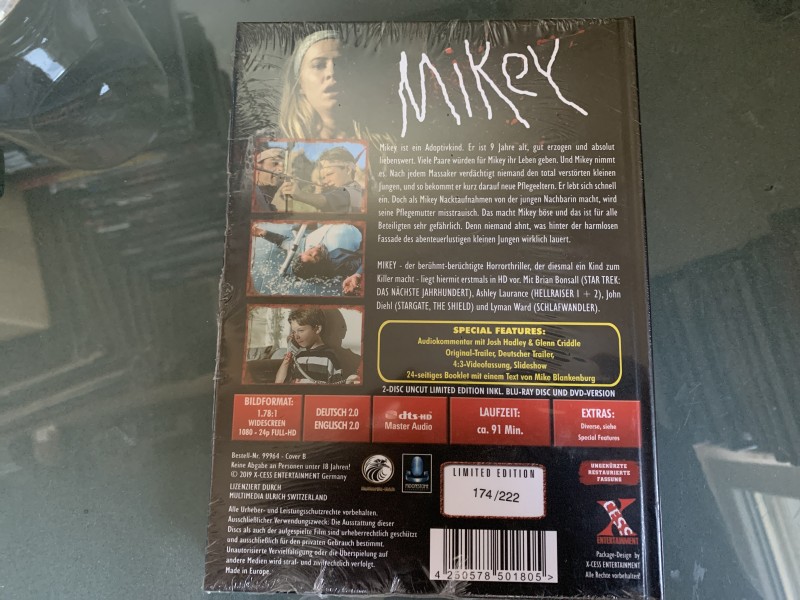 MiKeY
Mikey ist ein Adoptivkind. Er ist 9 Jahre alt, gut erzogen und absolut
liebenswert. Viele Paare würden für Mikey ihr Leben geben. Und Mikey nimmt
es. Nach jedem Massaker verdächtigt niemand den total verstörten kleinen
Jungen, und so bekommt er kurz darauf neue Pflegeeltern. Er lebt sich schnell
ein. Doch als Mikey Nacktaufnahmen von der jungen Nachbarin macht, wird
seine Pflegemutter misstrauisch. Das macht Mikey böse und das ist für alle
Beteiligten sehr gefährlich. Denn niemand ahnt, was hinter der harmlosen
Fassade des abenteuerlustigen kleinen Jungen wirklich lauert.
MIKEY - der berühmt-berüchtigte Horrorthriller, der diesmal ein Kind zum
Killer macht - liegt hiermit erstmals in HD vor. Mit Brian Bonsall (STAR TREK:
DAS NÄCHSTE JAHRHUNDERT), Ashley Laurance (HELLRAISER 1 + 2), John
Diehl (STARGATE, THE SHIELD) und Lyman Ward (SCHLAFWANDLER).
SPECIAL FEATURES:
Audiokommentar mit Josh Hadley & Glenn Criddle
Original-Trailer, Deutscher Trailer,
4:3-Videofassung, Slideshow
24-seitiges Booklet mit einem Text von Mike Blankenburg
2-DISC UNCUT LIMITED EDITION INKL. BLU-RAY DISC UND DVD-VERSION
BILDFORMAT:
1.78:1
WIDESCREEN
1080 - 24p FULL-HD
DEUTSCH 2.0
ENGLISCH 2.0
dts-HD
Master Audio
LAUFZEIT:
ca. 91 Min.
EXTRAS:
Diverse, siehe
Special Features
Bestell-Nr. 99964 - Cover B
Keine Abgabe an Personen unter 18 Jahren!
© 2019 X-CESS ENTERTAINMENT Germany
LIZENZIERT DURCH
MULTIMEDIA ULRICH SWITZERLAND
Alle Urheber- und Leistungsschutzrechte vorbehalten.
Ausschließlicher Verwendungszweck: Die Ausstattung dieser
Discs als auch der aufgespielte Film sind urheberrechtlich geschützt
und ausschließlich für den privaten Gebrauch bestimmt.
Unautorisierte Vervielfältigung oder die Überspielung auf
andere Medien wird straf- und zivilrechtlich verfolgt.
Made in Europe.
LIMITED EDITION
174/222
UNGEKÜRZTE
RESTAURIERTE
FASSUNG
X
CESS
ENTERTAINMENT
Package-Design by
X-CESS ENTERTAINMENT
Alle Rechte vorbehalten!
4 250578 501805 >